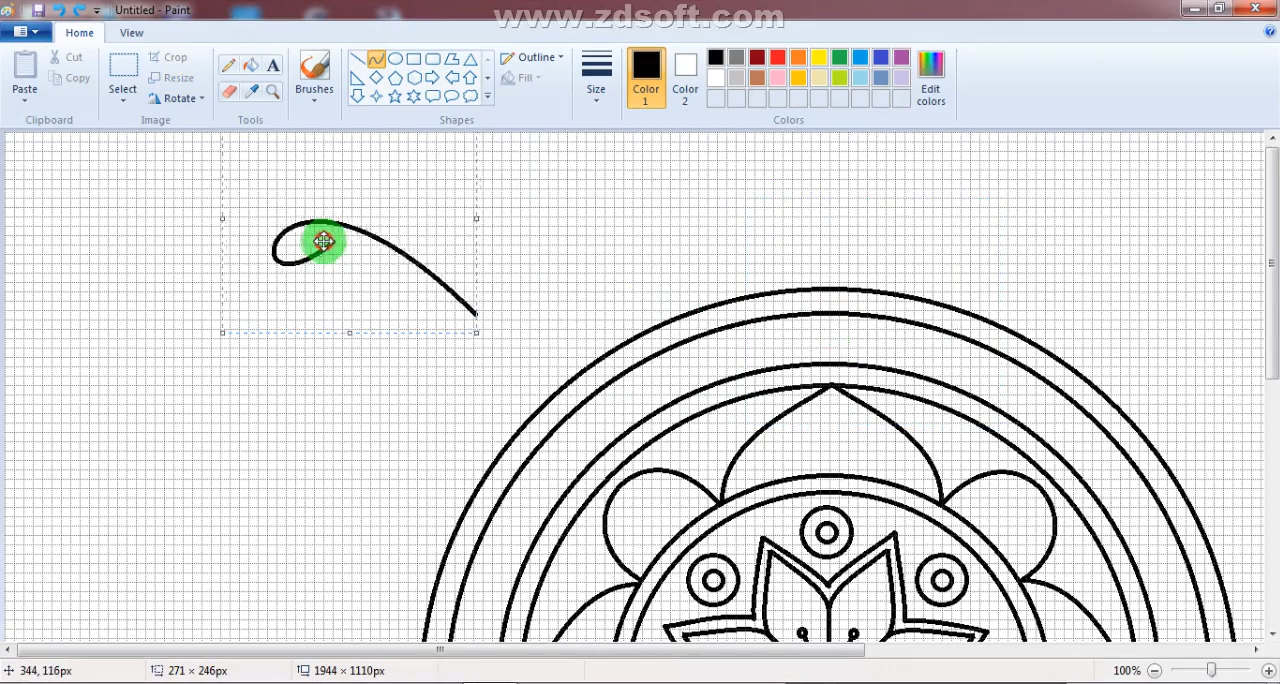 www.zdsoft.com
Untitled - Paint
Home
View
Paste
Cut
Copy
Clipboard
Select
Crop
Resize
Rotate
Image
A
Tools
Brushes
Outline
Fill
Shapes
Size
Color
1
Color
2
Edit
colors
Colors
344, 116px
271 × 246px
1944 × 1110px
100%